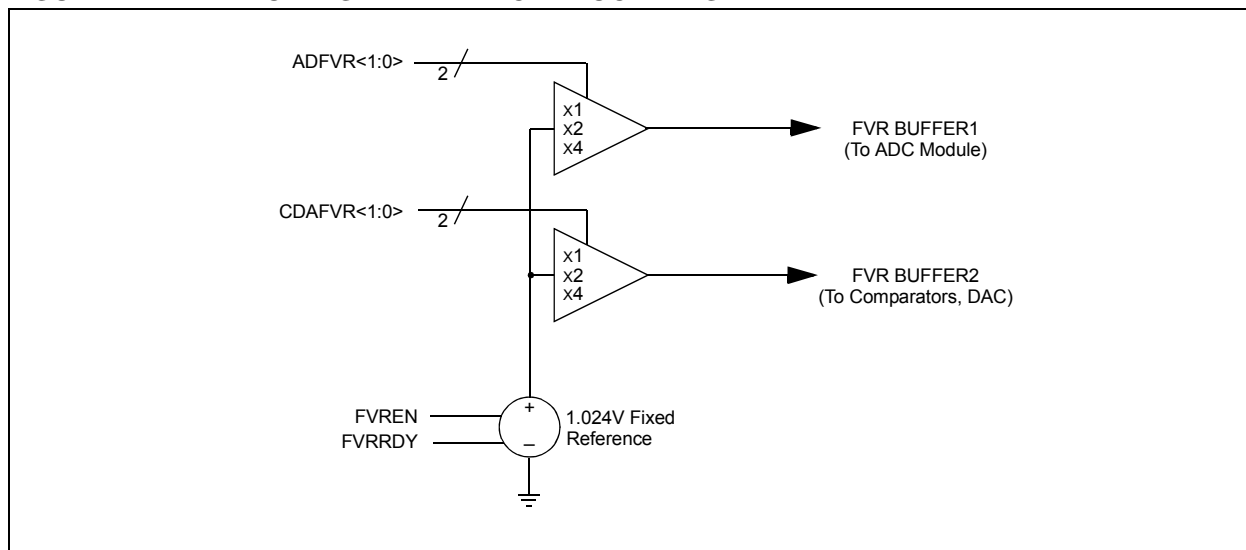 ADFVR<1:0>
2
X1
X2
X4
FVR BUFFER1
(To ADC Module)
CDAFVR<1:0>
2
X1
X2
X4
FVR BUFFER2
(To Comparators, DAC)
FVREN
FVRRDY
+
–
1.024V Fixed
Reference